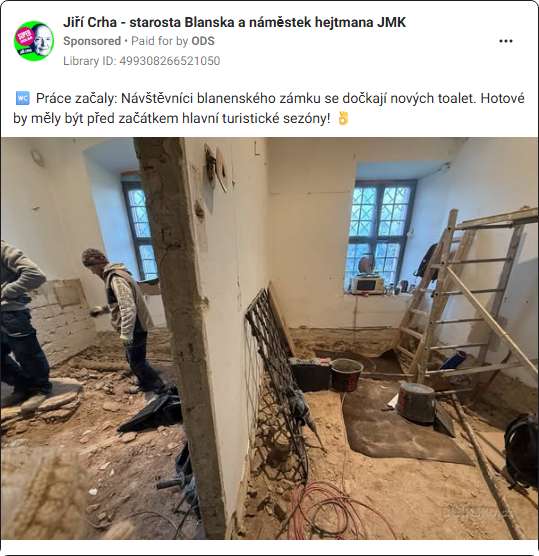 Jiří Crha - starosta Blanska a náměstek hejtmana JMK
Sponsored • Paid for by ODS
Library ID: 499308266521050
WC Práce začaly: Návštěvníci blanenského zámku se dočkají nových toalet. Hotové
by měly být před začátkem hlavní turistické sezóny!